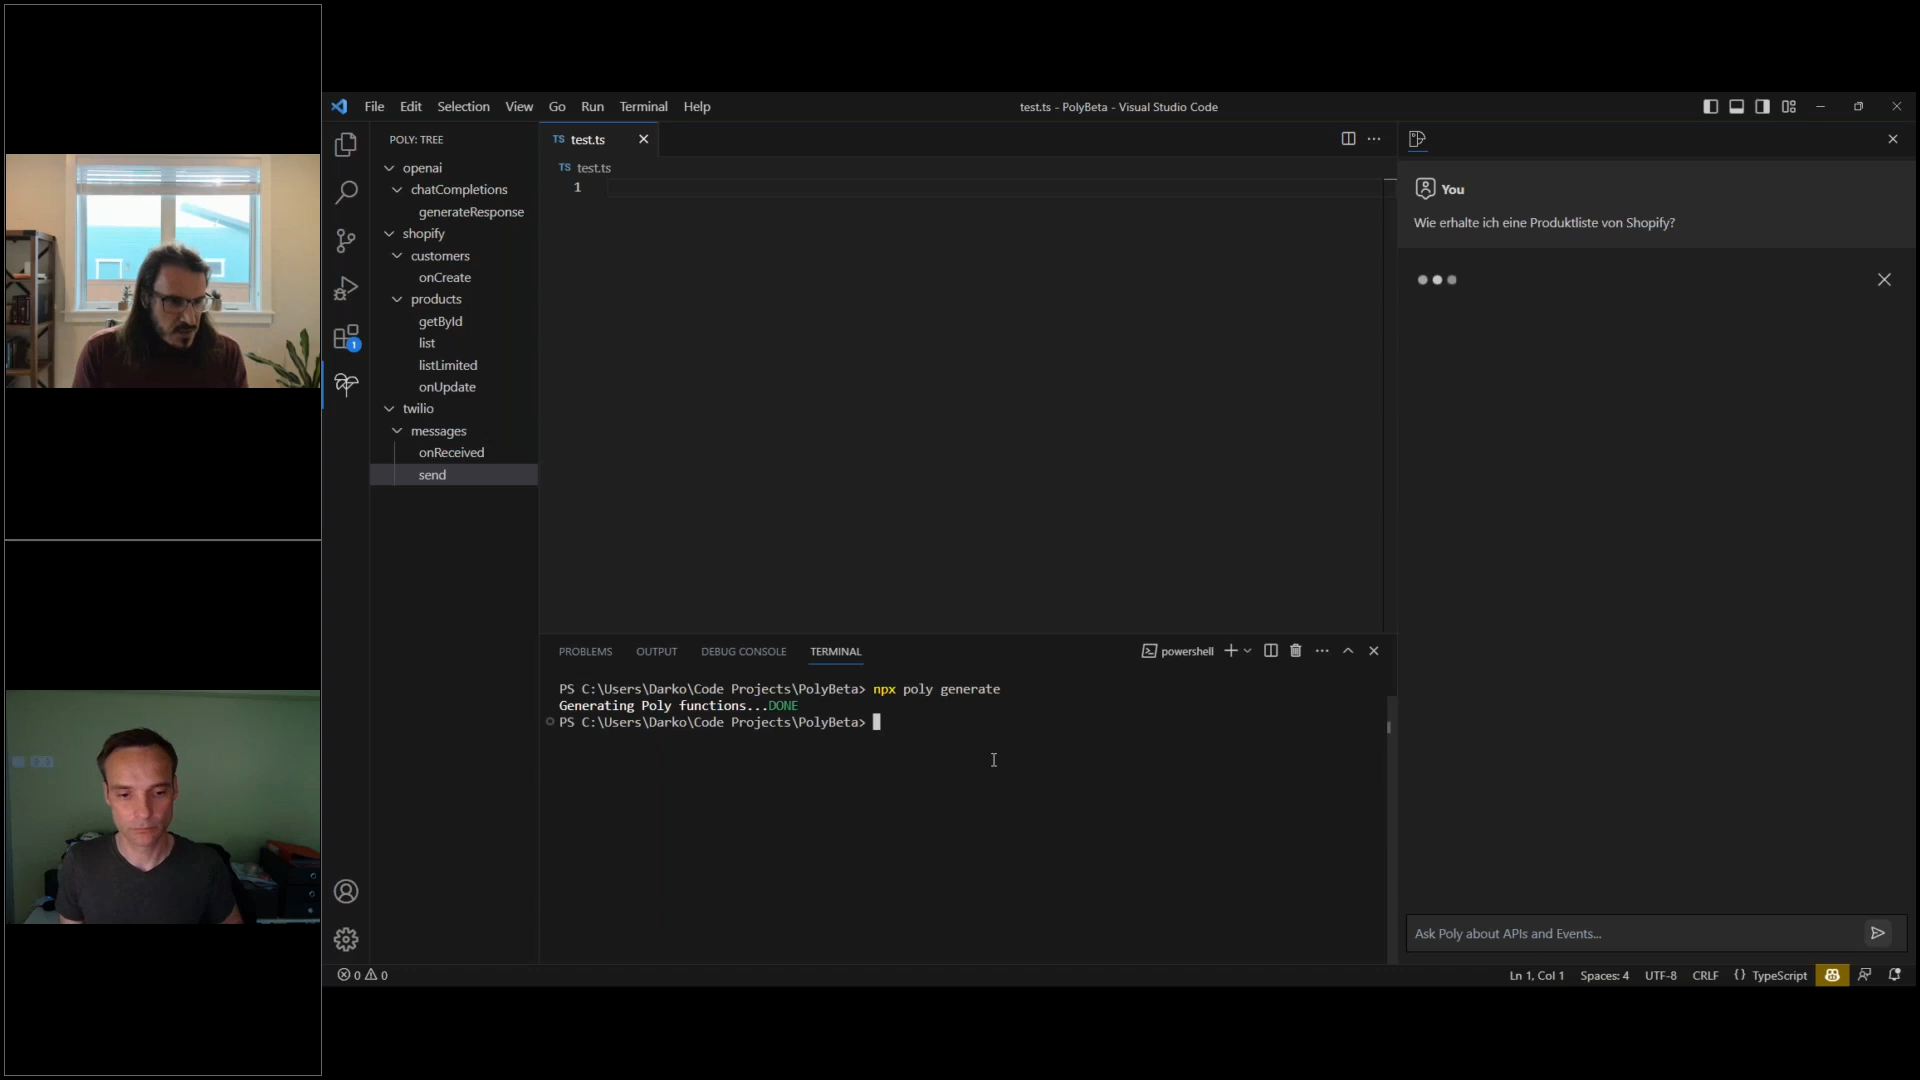 File Edit Selection View Go Run Terminal Help
test.ts - PolyBeta - Visual Studio Code
POLY: TREE
openai
chatCompletions
generateResponse
shopify
customers
onCreate
products
getById
list
listLimited
onUpdate
twilio
messages
onReceived
send
1
TS test.ts
TS test.ts
1
You
Wie erhalte ich eine Produktliste von Shopify?
PROBLEMS OUTPUT DEBUG CONSOLE TERMINAL
powershell
PS C:\Users\Darko\Code Projects\PolyBeta> npx poly generate
Generating Poly functions...DONE
PS C:\Users\Darko\Code Projects\PolyBeta>
Ask Poly about APIs and Events...
0 0
Ln 1, Col 1 Spaces: 4 UTF-8 CRLF {} TypeScript